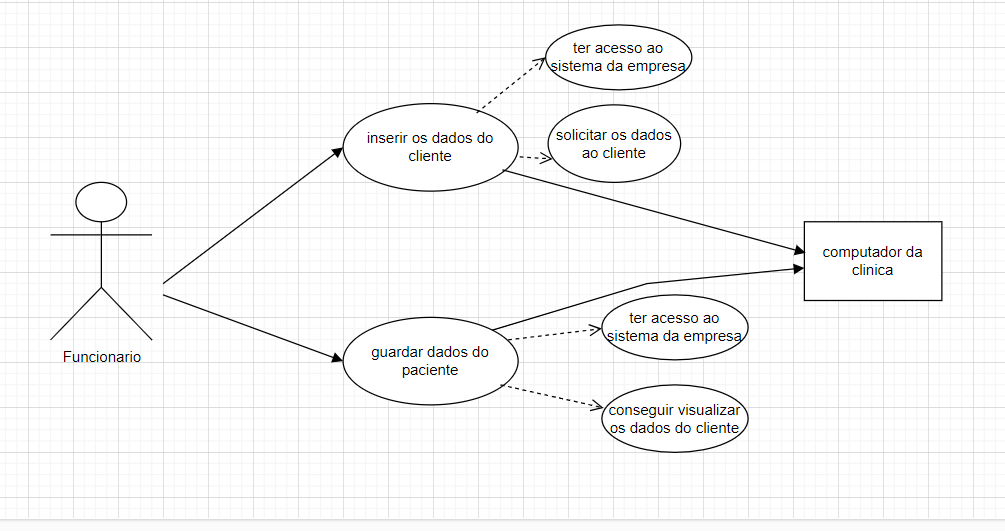 ter acesso ao
sistema da empresa
inserir os dados do
cliente
solicitar os dados
ao cliente
computador da
clinica
Funcionario
guardar dados do
paciente
ter acesso ao
sistema da empresa
conseguir visualizar
os dados do cliente